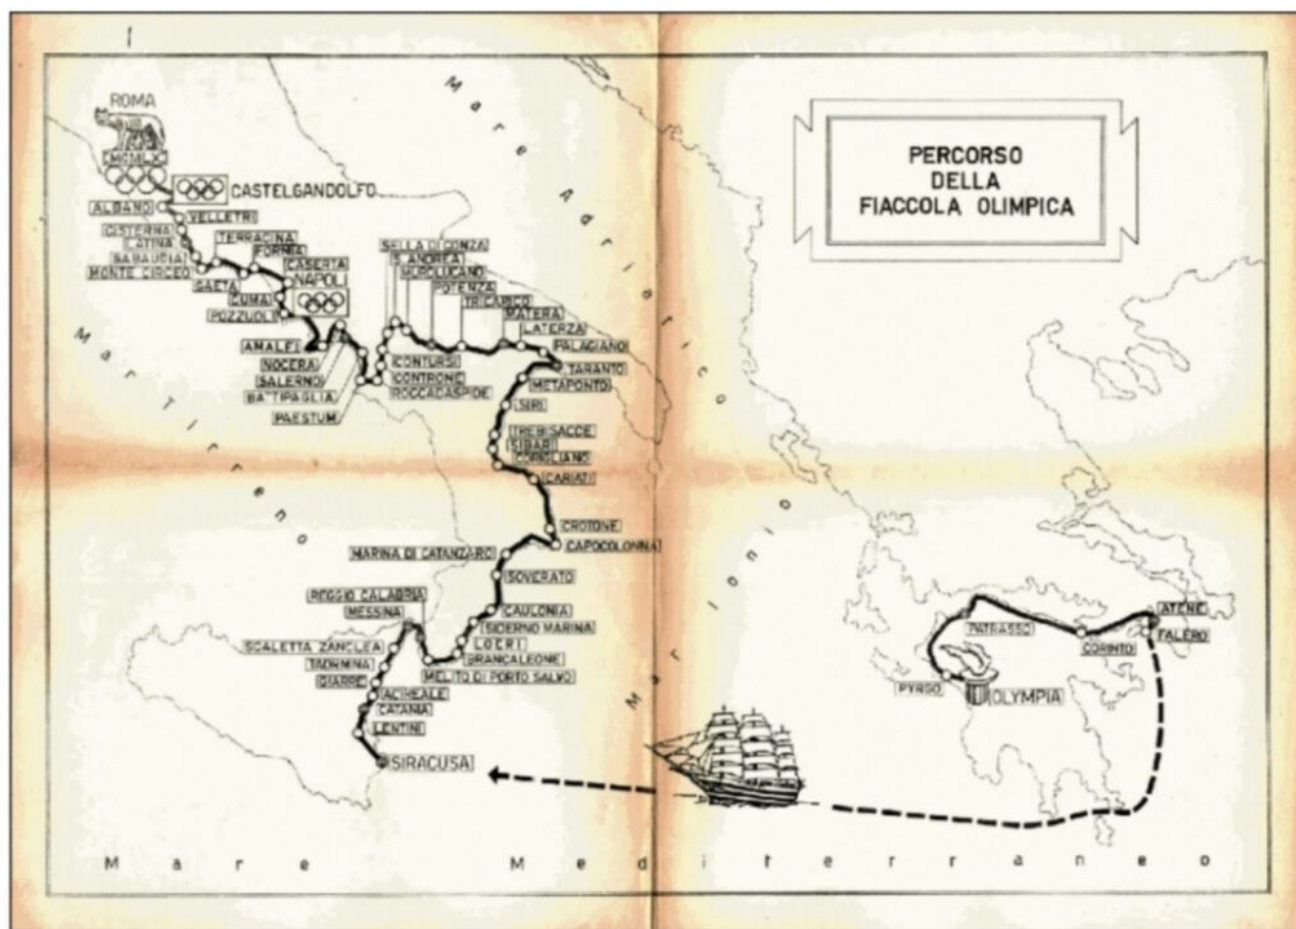 PERCORSO
DELLA
FIACCOLA OLIMPICA
Mare Adriatico
Mar Tirreno
Mar Ionio
Mare Mediterraneo
ROMA
MCMLX
CASTELGANDOLFO
ALBANO
VELLETRI
CISTERNA
LATINA
SABAUDIA
MONTE CIRCEO
TERRACINA
FORMIA
GAETA
CASERTA
NAPOLI
CUMA
POZZUOLI
AMALFI
NOCERA
SALERNO
BATTIPAGLIA
PAESTUM
SELLA DI CONZA
S. ANDREA
MUROLUCANO
POTENZA
TRICARICO
MATERA
LATERZA
PALAGIANO
TARANTO
CONTURSI
CONTRONE
ROCCADASPIDE
METAPONTO
SIRI
TREBISACCE
SIBARI
CORIGLIANO
CARIATI
CROTONE
CAPOCOLONNA
MARINA DI CATANZARO
SOVERATO
CAULONIA
SIDERNO MARINA
LOCRI
BRANCALEONE
MELITO DI PORTO SALVO
REGGIO CALABRIA
MESSINA
SCALETTA ZANCLEA
TAORMINA
GIARRE
ACIREALE
CATANIA
LENTINI
SIRACUSA
ATENE
FALERO
CORINTO
PATRASSO
PYRGO
OLYMPIA